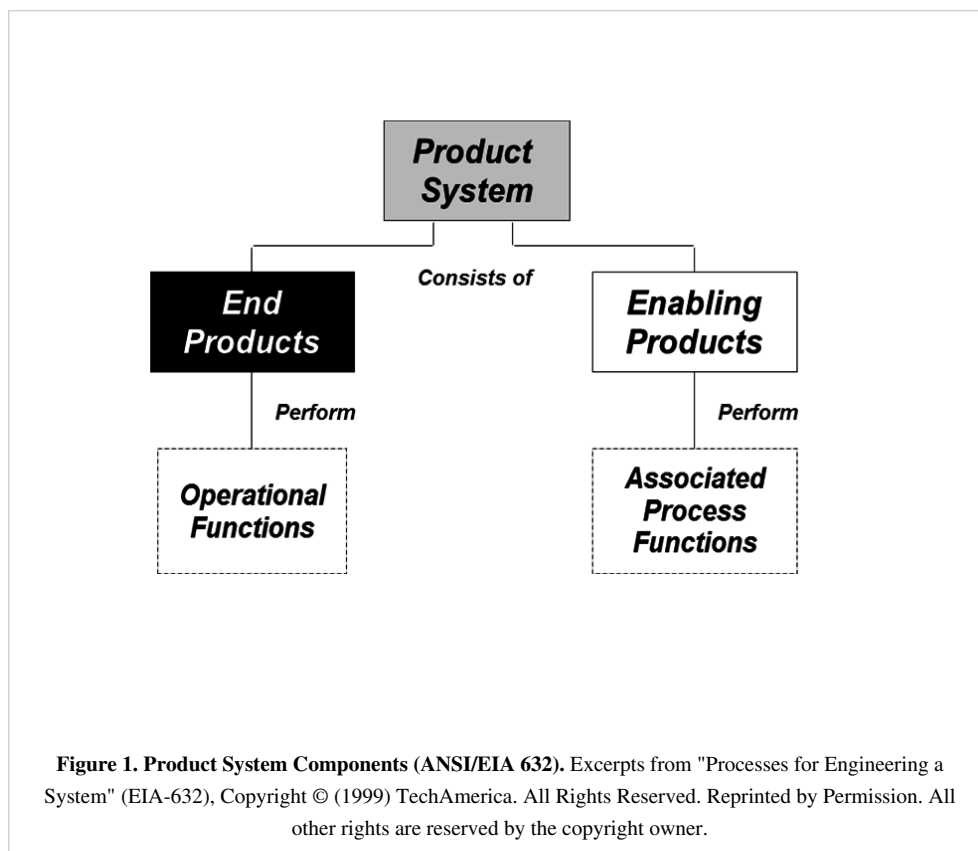 Product
System
Consists of
End
Products
Enabling
Products
Perform
Perform
Operational
Functions
Associated
Process
Functions
Figure 1. Product System Components (ANSI/EIA 632). Excerpts from "Processes for Engineering a
System" (EIA-632), Copyright © (1999) TechAmerica. All Rights Reserved. Reprinted by Permission. All
other rights are reserved by the copyright owner.